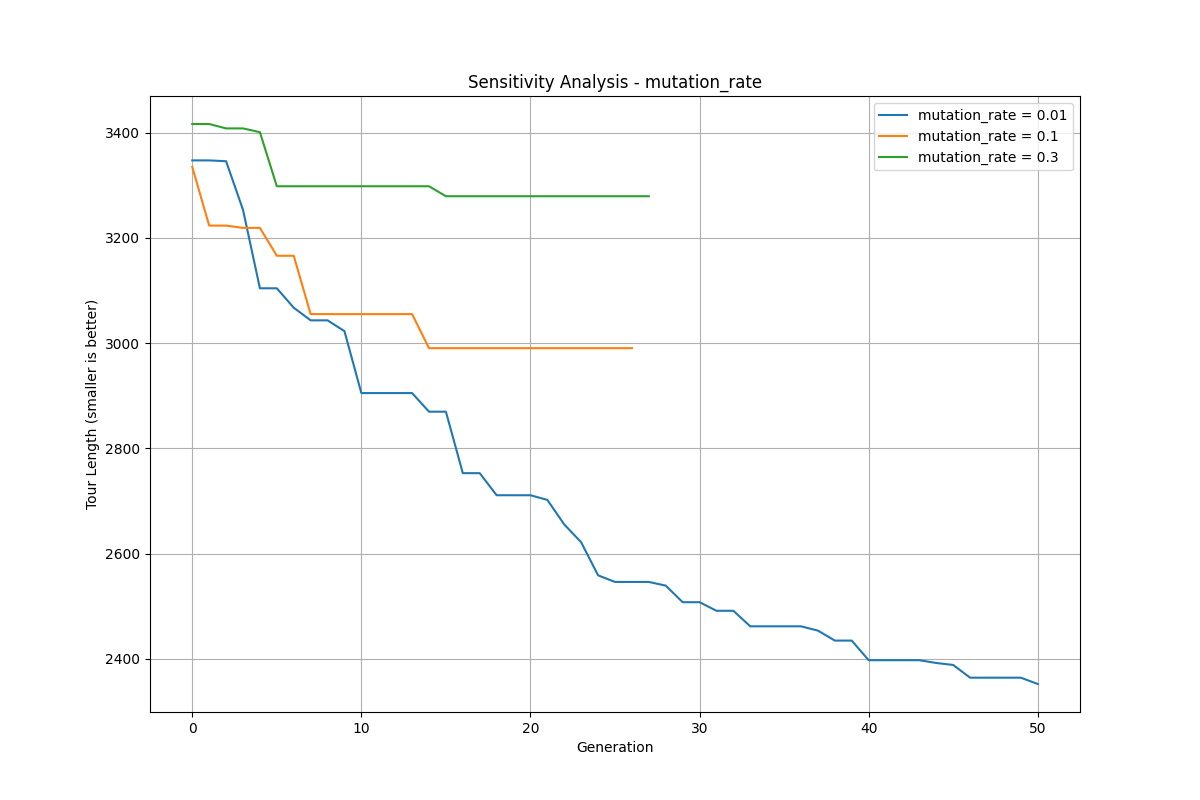 Sensitivity Analysis - mutation_rate
mutation_rate = 0.01
mutation_rate = 0.1
mutation_rate = 0.3
Tour Length (smaller is better)
3400
3200
3000
2800
2600
2400
0
10
20
30
40
50
Generation